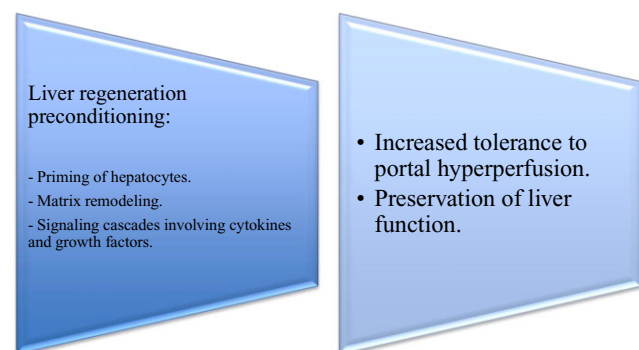 Liver regeneration
preconditioning:
- Priming of hepatocytes.
- Matrix remodeling.
- Signaling cascades involving cytokines
and growth factors.
• Increased tolerance to
portal hyperperfusion.
• Preservation of liver
function.